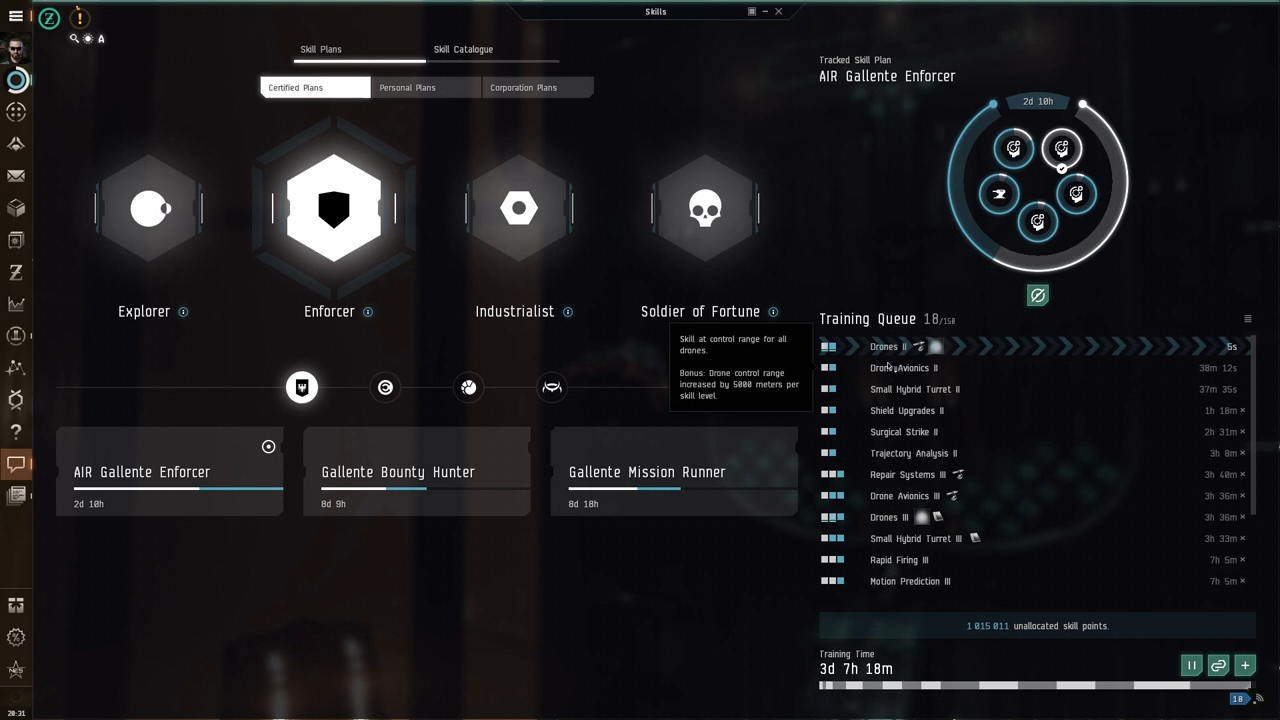 Skills
Skill Plans
Skill Catalogue
Certified Plans
Personal Plans
Corporation Plans
Explorer
Enforcer
Industrialist
Soldier of Fortune
Skill at control range for all
drones.
Bonus: Drone control range
increased by 5000 meters per
skill level.
AIR Gallente Enforcer
2d 10h
Gallente Bounty Hunter
8d 9h
Gallente Mission Runner
8d 18h
Tracked Skill Plan
AIR Gallente Enforcer
2d 10h
Training Queue 18/150
Drones II 5s
Drone Avionics II 38m 12s
Small Hybrid Turret II 37m 35s
Shield Upgrades II 1h 18m
Surgical Strike II 2h 31m
Trajectory Analysis II 3h 8m
Repair Systems III 3h 40m
Drone Avionics III 3h 36m
Drones III 3h 36m
Small Hybrid Turret III 3h 33m
Rapid Firing III 7h 5m
Motion Prediction III 7h 5m
1 015 011 unallocated skill points.
Training Time
3d 7h 18m
18
NES
20:31